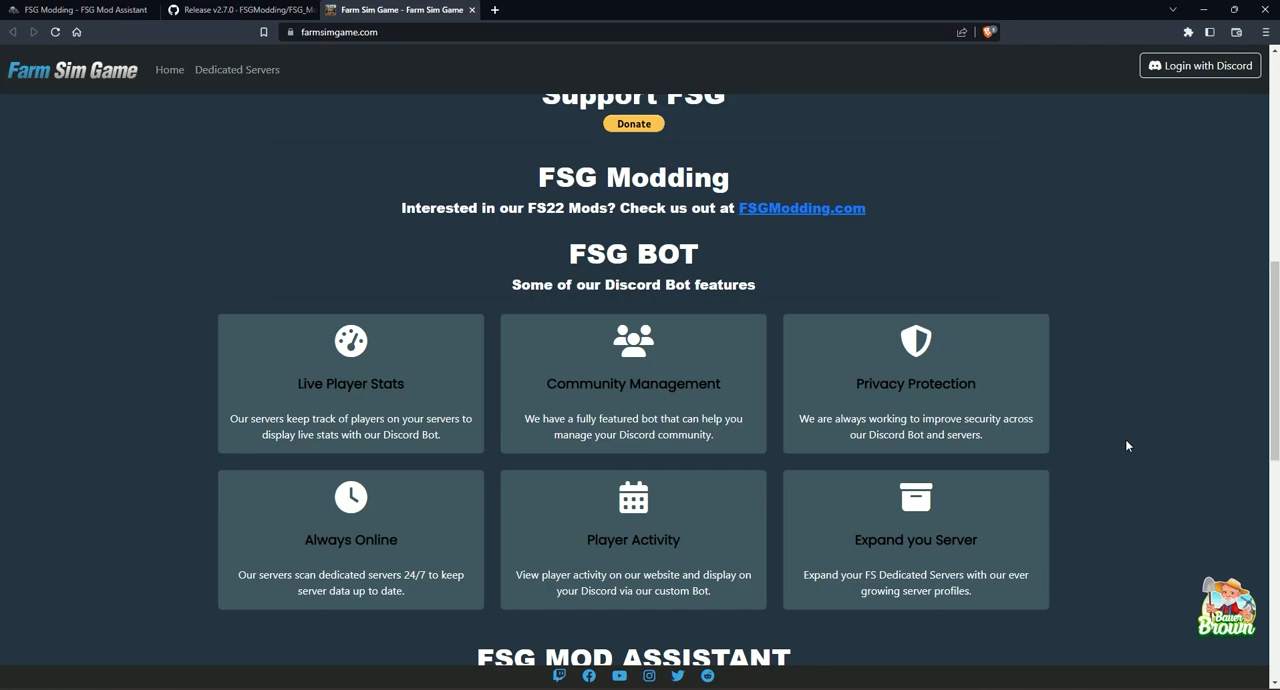 FSG Modding - FSG Mod Assistant
Release v2.7.0 · FSGModding/FSG_M
Farm Sim Game - Farm Sim Game
farmsimgame.com
Farm Sim Game
Home
Dedicated Servers
Login with Discord
Support FSG
Donate
FSG Modding
Interested in our FS22 Mods? Check us out at FSGModding.com
FSG BOT
Some of our Discord Bot features
Live Player Stats
Our servers keep track of players on your servers to
display live stats with our Discord Bot.
Community Management
We have a fully featured bot that can help you
manage your Discord community.
Privacy Protection
We are always working to improve security across
our Discord Bot and servers.
Always Online
Our servers scan dedicated servers 24/7 to keep
server data up to date.
Player Activity
View player activity on our website and display on
your Discord via our custom Bot.
Expand you Server
Expand your FS Dedicated Servers with our ever
growing server profiles.
Bauer
Brown
FSG MOD ASSISTANT